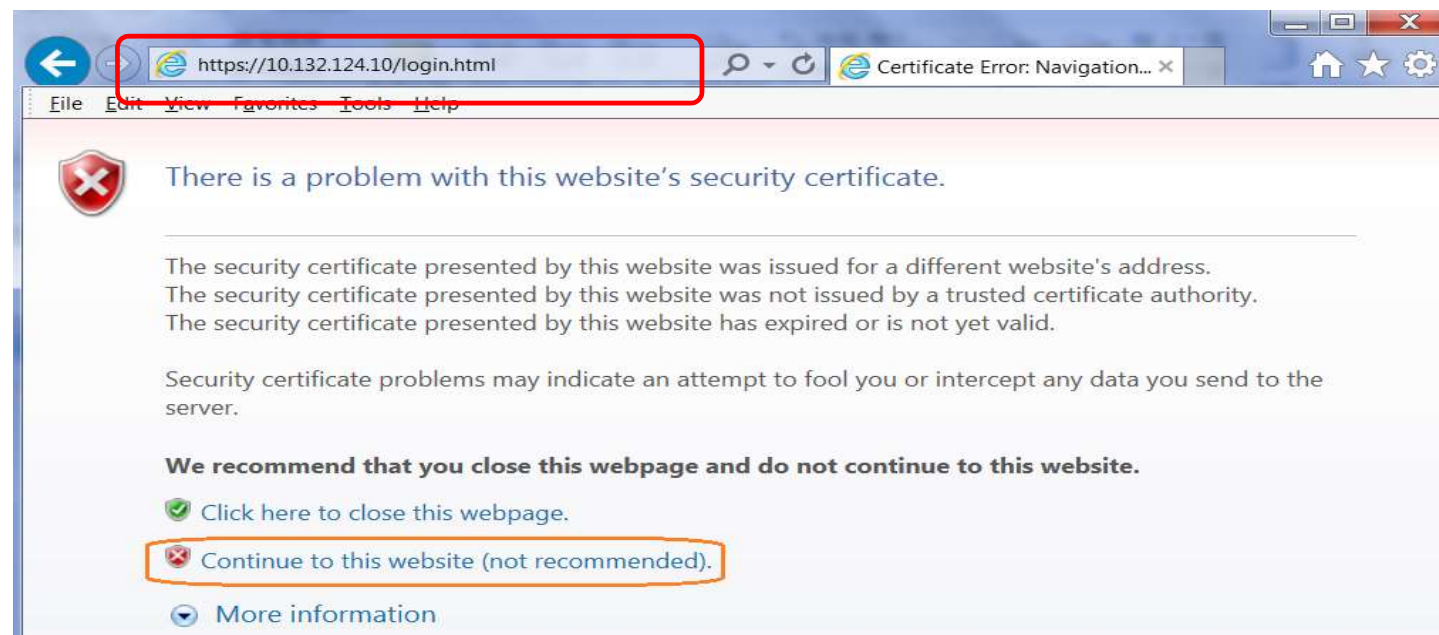 https://10.132.124.10/login.html
Certificate Error: Navigation...
File Edit View Favorites Tools Help
There is a problem with this website's security certificate.
The security certificate presented by this website was issued for a different website's address.
The security certificate presented by this website was not issued by a trusted certificate authority.
The security certificate presented by this website has expired or is not yet valid.
Security certificate problems may indicate an attempt to fool you or intercept any data you send to the
server.
We recommend that you close this webpage and do not continue to this website.
Click here to close this webpage.
Continue to this website (not recommended).
More information